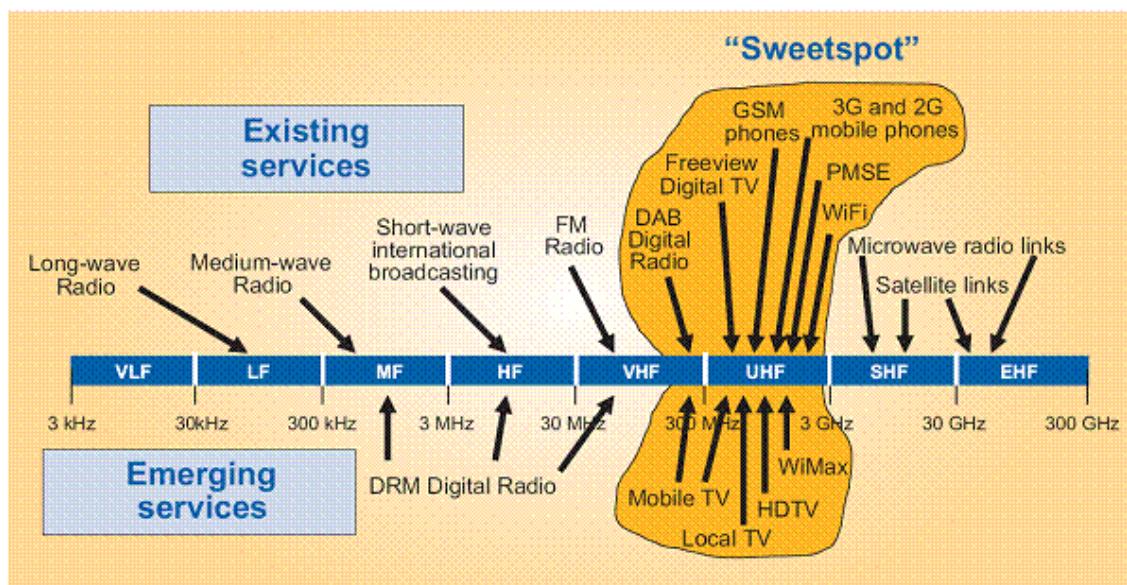 “Sweetspot”
Existing
services
GSM
phones
3G and 2G
mobile phones
Freeview
Digital TV
PMSE
WiFi
DAB
Digital
Radio
FM
Radio
Short-wave
international
broadcasting
Medium-wave
Radio
Long-wave
Radio
Microwave radio links
Satellite links
VLF LF MF HF VHF UHF SHF EHF
3 kHz 30kHz 300 kHz 3 MHz 30 MHz 300 MHz 3 GHz 30 GHz 300 GHz
Emerging
services
DRM Digital Radio
Mobile TV
Local TV
HDTV
WiMax